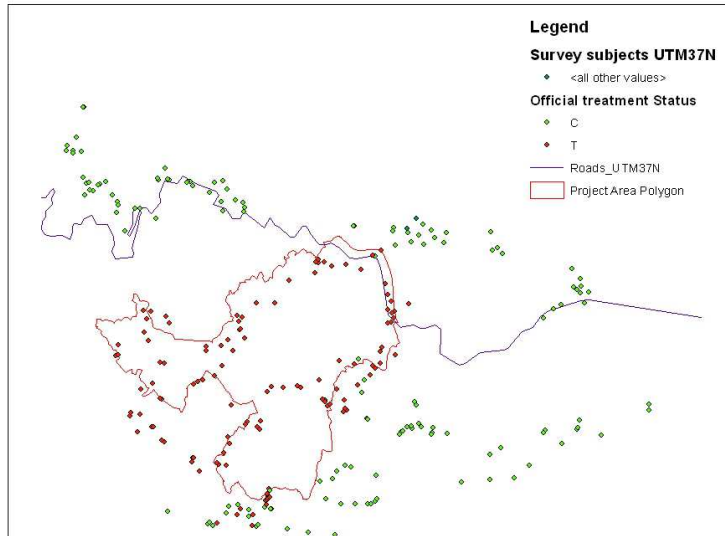 Legend
Survey subjects UTM37N
<all other values>
Official treatment Status
C
T
Roads_UTM37N
Project Area Polygon